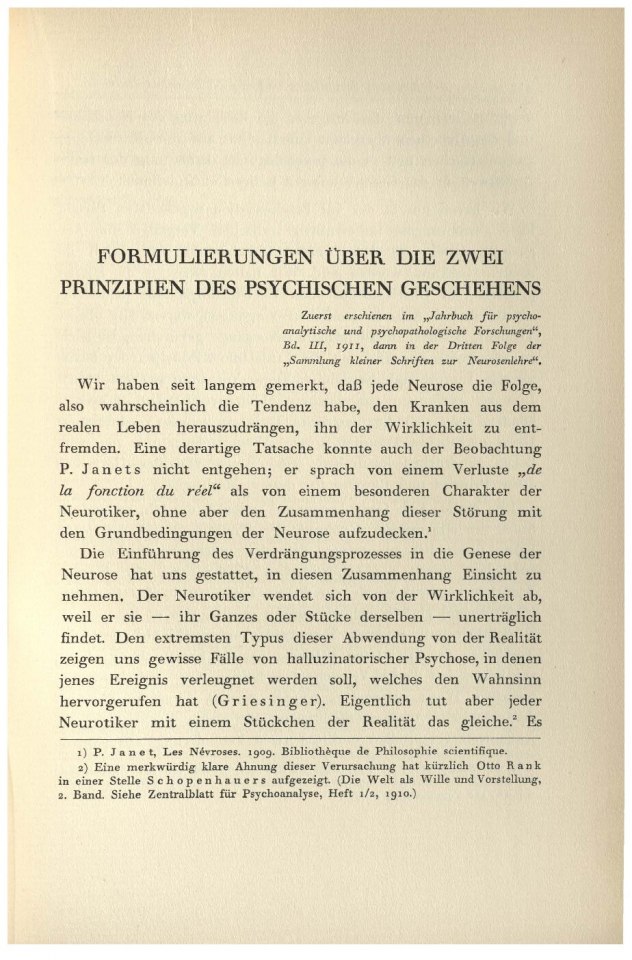 FORMULIERUNGEN ÜBER DIE ZWEI
PRINZIPIEN DES PSYCHISCHEN GESCHEHENS
Zuerst erschienen im „Jahrbuch für psycho-
analytische und psychopathologische Forschungen“,
Bd. III, 1911, dann in der Dritten Folge der
„Sammlung kleiner Schriften zur Neurosenlehre“.
Wir haben seit langem gemerkt, daß jede Neurose die Folge,
also wahrscheinlich die Tendenz habe, den Kranken aus dem
realen Leben herauszudrängen, ihn der Wirklichkeit zu ent-
fremden. Eine derartige Tatsache konnte auch der Beobachtung
P. Janets nicht entgehen; er sprach von einem Verluste „de
la fonction du réel“ als von einem besonderen Charakter der
Neurotiker, ohne aber den Zusammenhang dieser Störung mit
den Grundbedingungen der Neurose aufzudecken.¹
Die Einführung des Verdrängungsprozesses in die Genese der
Neurose hat uns gestattet, in diesen Zusammenhang Einsicht zu
nehmen. Der Neurotiker wendet sich von der Wirklichkeit ab,
weil er sie — ihr Ganzes oder Stücke derselben — unerträglich
findet. Den extremsten Typus dieser Abwendung von der Realität
zeigen uns gewisse Fälle von halluzinatorischer Psychose, in denen
jenes Ereignis verleugnet werden soll, welches den Wahnsinn
hervorgerufen hat (Griesinger). Eigentlich tut aber jeder
Neurotiker mit einem Stückchen der Realität das gleiche.² Es
1) P. Janet, Les Névroses. 1909. Bibliothèque de Philosophie scientifique.
2) Eine merkwürdig klare Ahnung dieser Verursachung hat kürzlich Otto Rank
in einer Stelle Schopenhauers aufgezeigt. (Die Welt als Wille und Vorstellung,
2. Band. Siehe Zentralblatt für Psychoanalyse, Heft 1/2, 1910.)